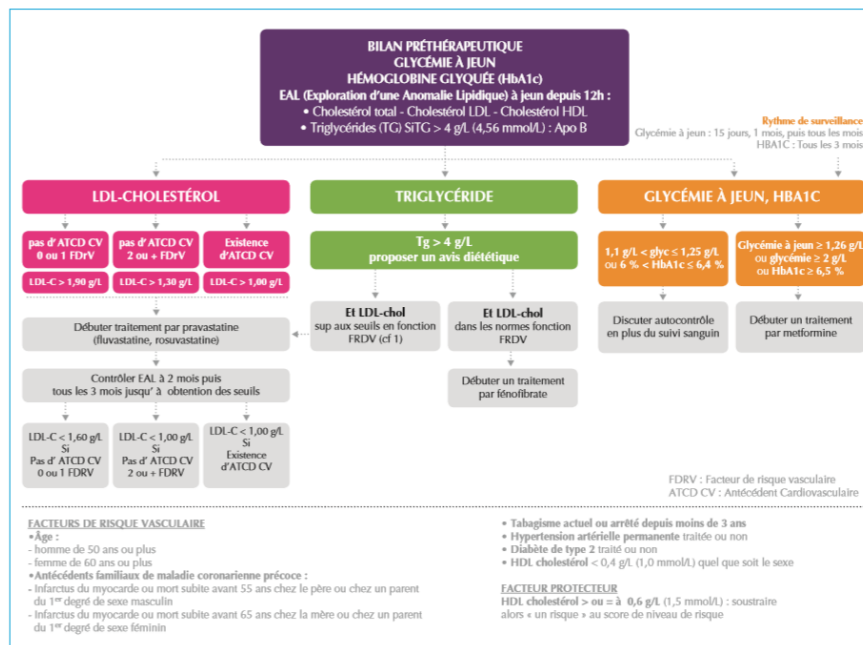 BILAN PRÉTHÉRAPEUTIQUE
GLYCÉMIE À JEUN
HÉMOGLOBINE GLYQUÉE (HbA1c)
EAL (Exploration d'une Anomalie Lipidique) à jeun depuis 12h :
• Cholestérol total - Cholestérol LDL - Cholestérol HDL
• Triglycérides (TG) SiTG > 4 g/L (4,56 mmol/L) : Apo B
Rythme de surveillance
Glycémie à jeun : 15 jours, 1 mois, puis tous les mois
HBA1C : Tous les 3 mois
LDL-CHOLESTÉROL
pas d' ATCD CV
0 ou 1 FDrV
pas d' ATCD CV
2 ou + FDrV
Existence
d'ATCD CV
LDL-C > 1,90 g/L
LDL-C > 1,30 g/L
LDL-C > 1,00 g/L
Débuter traitement par pravastatine
(fluvastatine, rosuvastatine)
Contrôler EAL à 2 mois puis
tous les 3 mois jusqu' à obtention des seuils
LDL-C < 1,60 g/L
Si
Pas d' ATCD CV
0 ou 1 FDRV
LDL-C < 1,00 g/L
Si
Pas d' ATCD CV
2 ou + FDRV
LDL-C < 1,00 g/L
Si
Existence
d'ATCD CV
TRIGLYCÉRIDE
Tg > 4 g/L
proposer un avis diététique
Et LDL-chol
sup aux seuils en fonction
FRDV (cf 1)
Et LDL-chol
dans les normes fonction
FRDV
Débuter un traitement
par fénofibrate
GLYCÉMIE À JEUN, HBA1C
1,1 g/L < glyc ≤ 1,25 g/L
ou 6 % < HbA1c ≤ 6,4 %
Glycémie à jeun ≥ 1,26 g/L
ou glycémie ≥ 2 g/L
ou HbA1c ≥ 6,5 %
Discuter autocontrôle
en plus du suivi sanguin
Débuter un traitement
par metformine
FDRV : Facteur de risque vasculaire
ATCD CV : Antécédent Cardiovasculaire
FACTEURS DE RISQUE VASCULAIRE
•Âge :
- homme de 50 ans ou plus
- femme de 60 ans ou plus
•Antécédents familiaux de maladie coronarienne précoce :
- Infarctus du myocarde ou mort subite avant 55 ans chez le père ou chez un parent
du 1er degré de sexe masculin
- Infarctus du myocarde ou mort subite avant 65 ans chez la mère ou chez un parent
du 1er degré de sexe féminin
• Tabagisme actuel ou arrêté depuis moins de 3 ans
• Hypertension artérielle permanente traitée ou non
• Diabète de type 2 traité ou non
• HDL cholestérol < 0,4 g/L (1,0 mmol/L) quel que soit le sexe
FACTEUR PROTECTEUR
HDL cholestérol > ou = à 0,6 g/L (1,5 mmol/L) : soustraire
alors « un risque » au score de niveau de risque